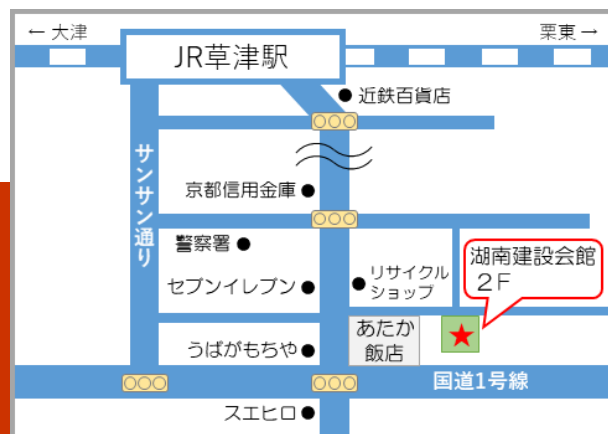 ← 大津
栗東 →
JR草津駅
近鉄百貨店
サンサン通り
京都信用金庫
警察署
セブンイレブン
リサイクル
ショップ
湖南建設会館
２Ｆ
あたか
飯店
うばがもちや
国道1号線
スエヒロ